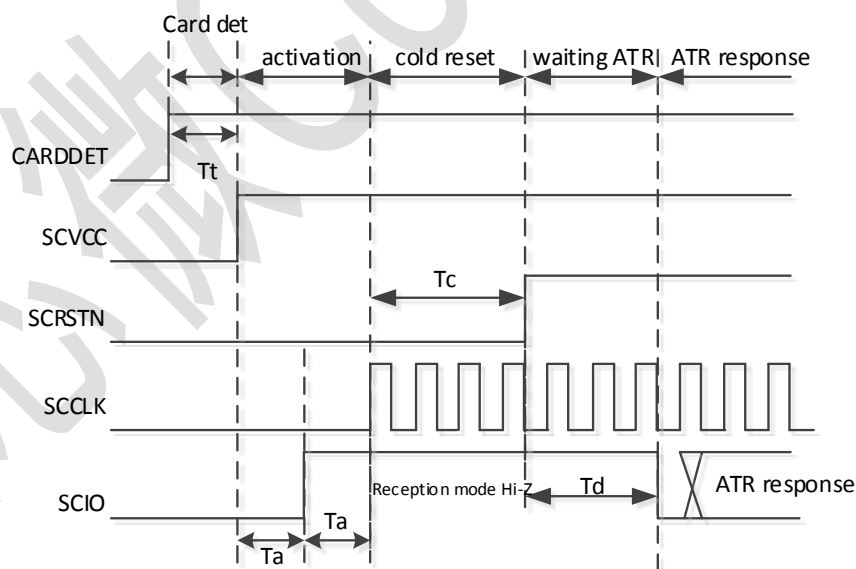 Card det
activation
cold reset
waiting ATR
ATR response
CARDDET
Tt
SCVCC
Tc
SCRSTN
SCCLK
Reception mode Hi-Z
Td
ATR response
SCIO
Ta
Ta